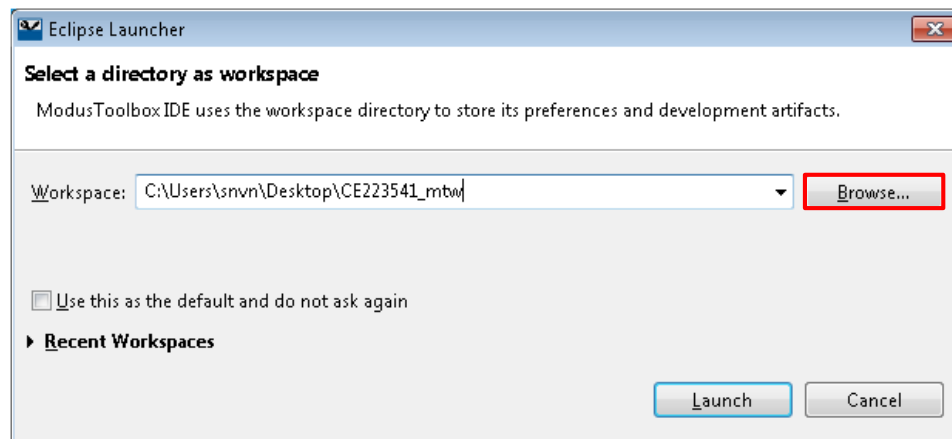 Eclipse Launcher
Select a directory as workspace
ModusToolbox IDE uses the workspace directory to store its preferences and development artifacts.
Workspace: C:\Users\snvn\Desktop\CE223541_mtw Browse...
Use this as the default and do not ask again
Recent Workspaces
Launch Cancel